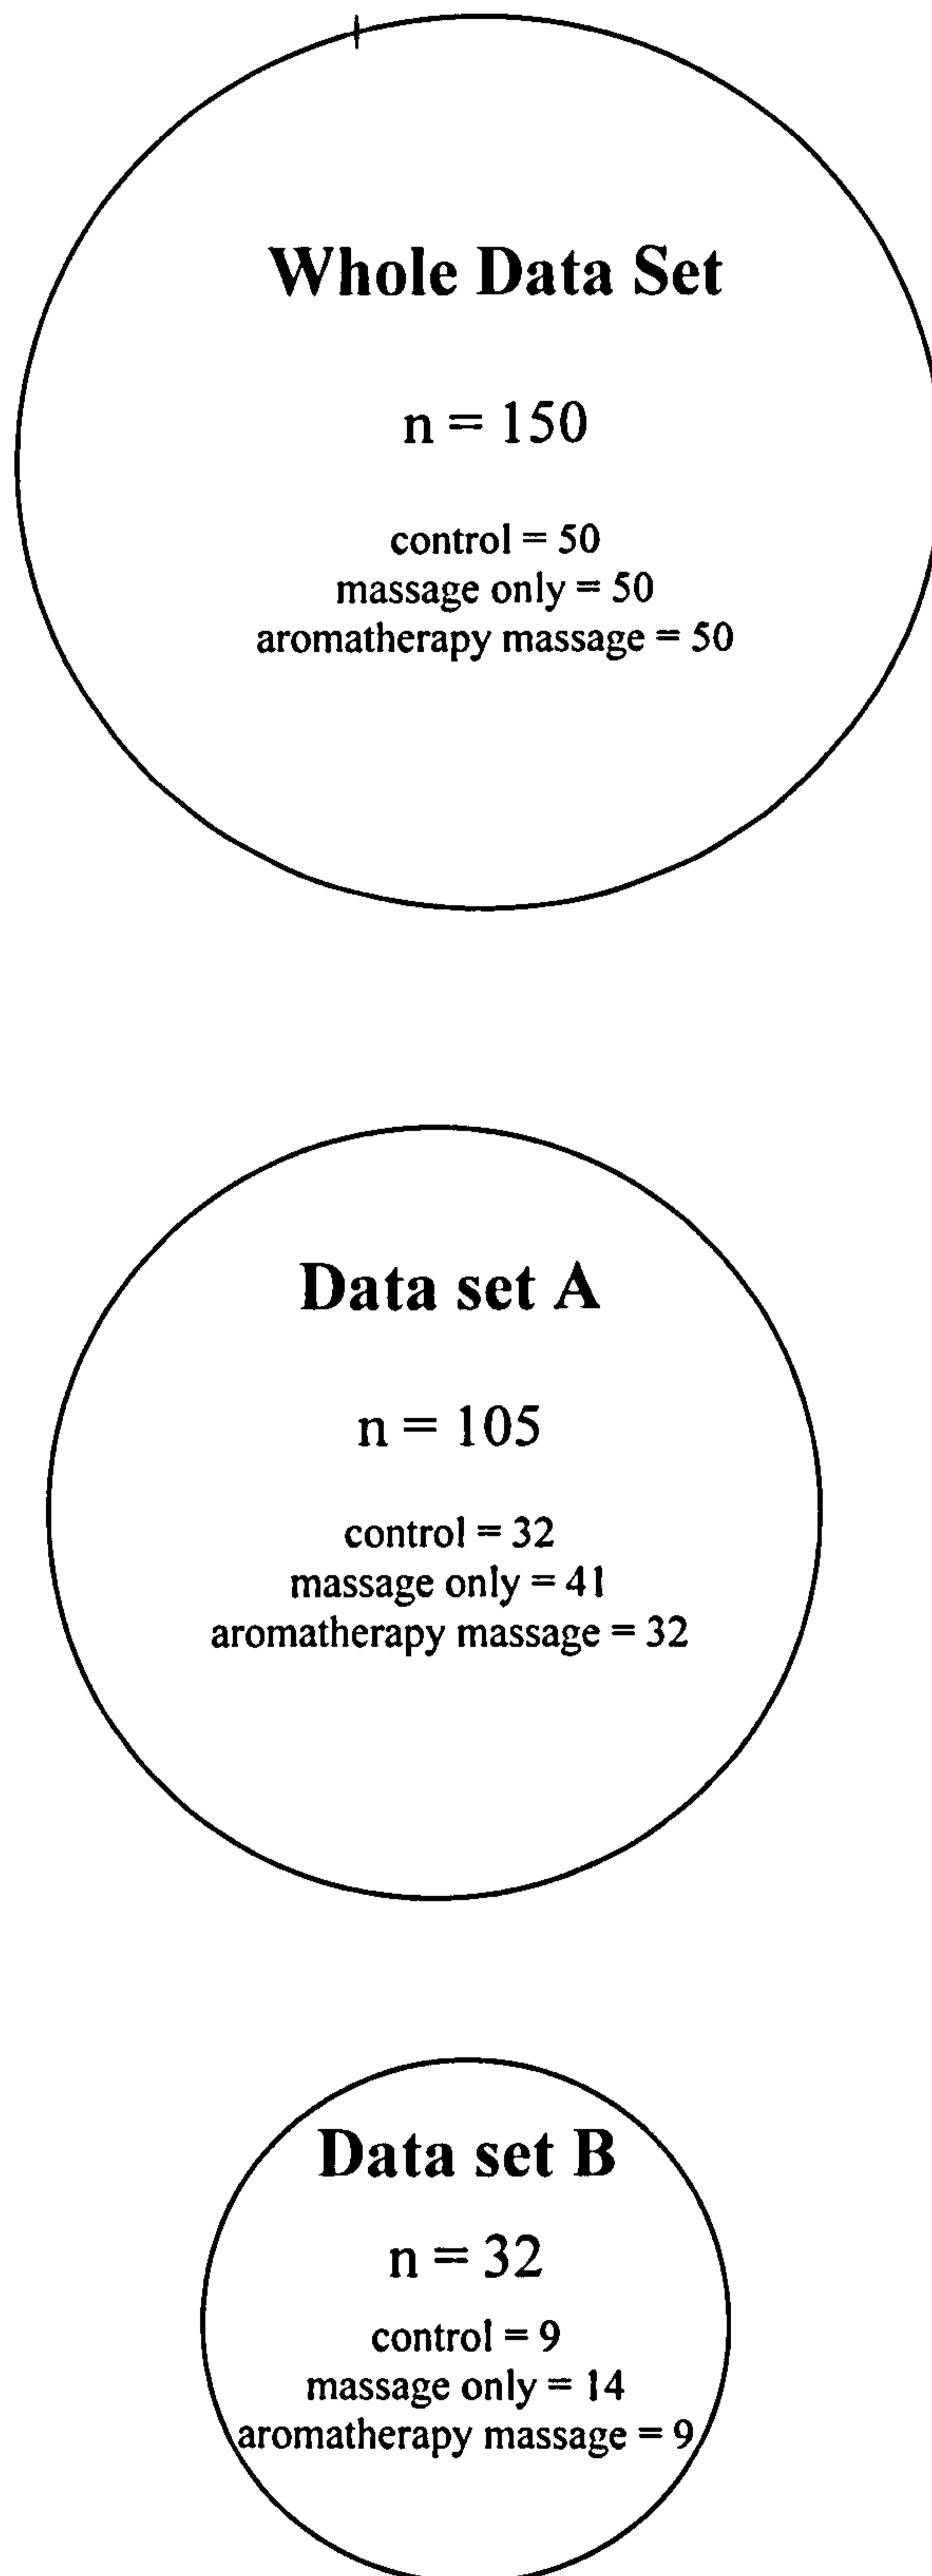 Whole Data Set
n = 150
control = 50
massage only = 50
aromatherapy massage = 50
Data set A
n = 105
control = 32
massage only = 41
aromatherapy massage = 32
Data set B
n = 32
control = 9
massage only = 14
aromatherapy massage = 9